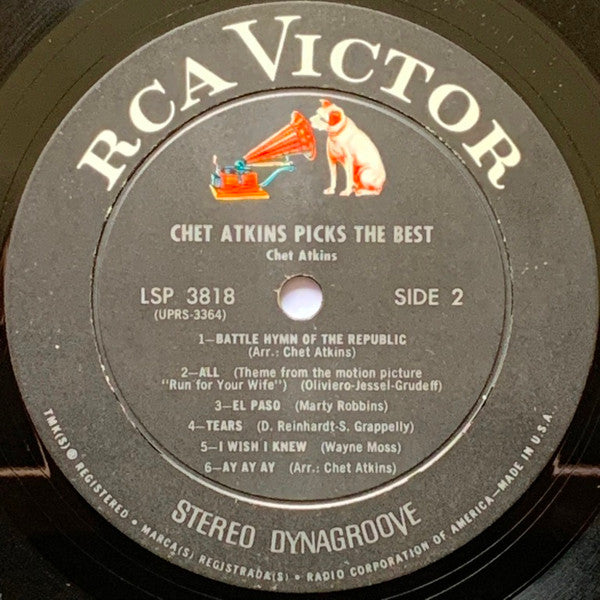 RCA VICTOR
CHET ATKINS PICKS THE BEST
Chet Atkins
LSP 3818
(UPRS-3364)
SIDE 2
1—BATTLE HYMN OF THE REPUBLIC
(Arr.: Chet Atkins)
2—ALL (Theme from the motion picture
"Run for Your Wife") (Oliviero-Jessel-Grudeff)
3—EL PASO (Marty Robbins)
4—TEARS (D. Reinhardt-S. Grappelly)
5—I WISH I KNEW (Wayne Moss)
6—AY AY AY (Arr.: Chet Atkins)
STEREO DYNAGROOVE
TMK(S) ® REGISTERED • MARCA(S) REGISTRADA(S) • RADIO CORPORATION OF AMERICA—MADE IN U.S.A.